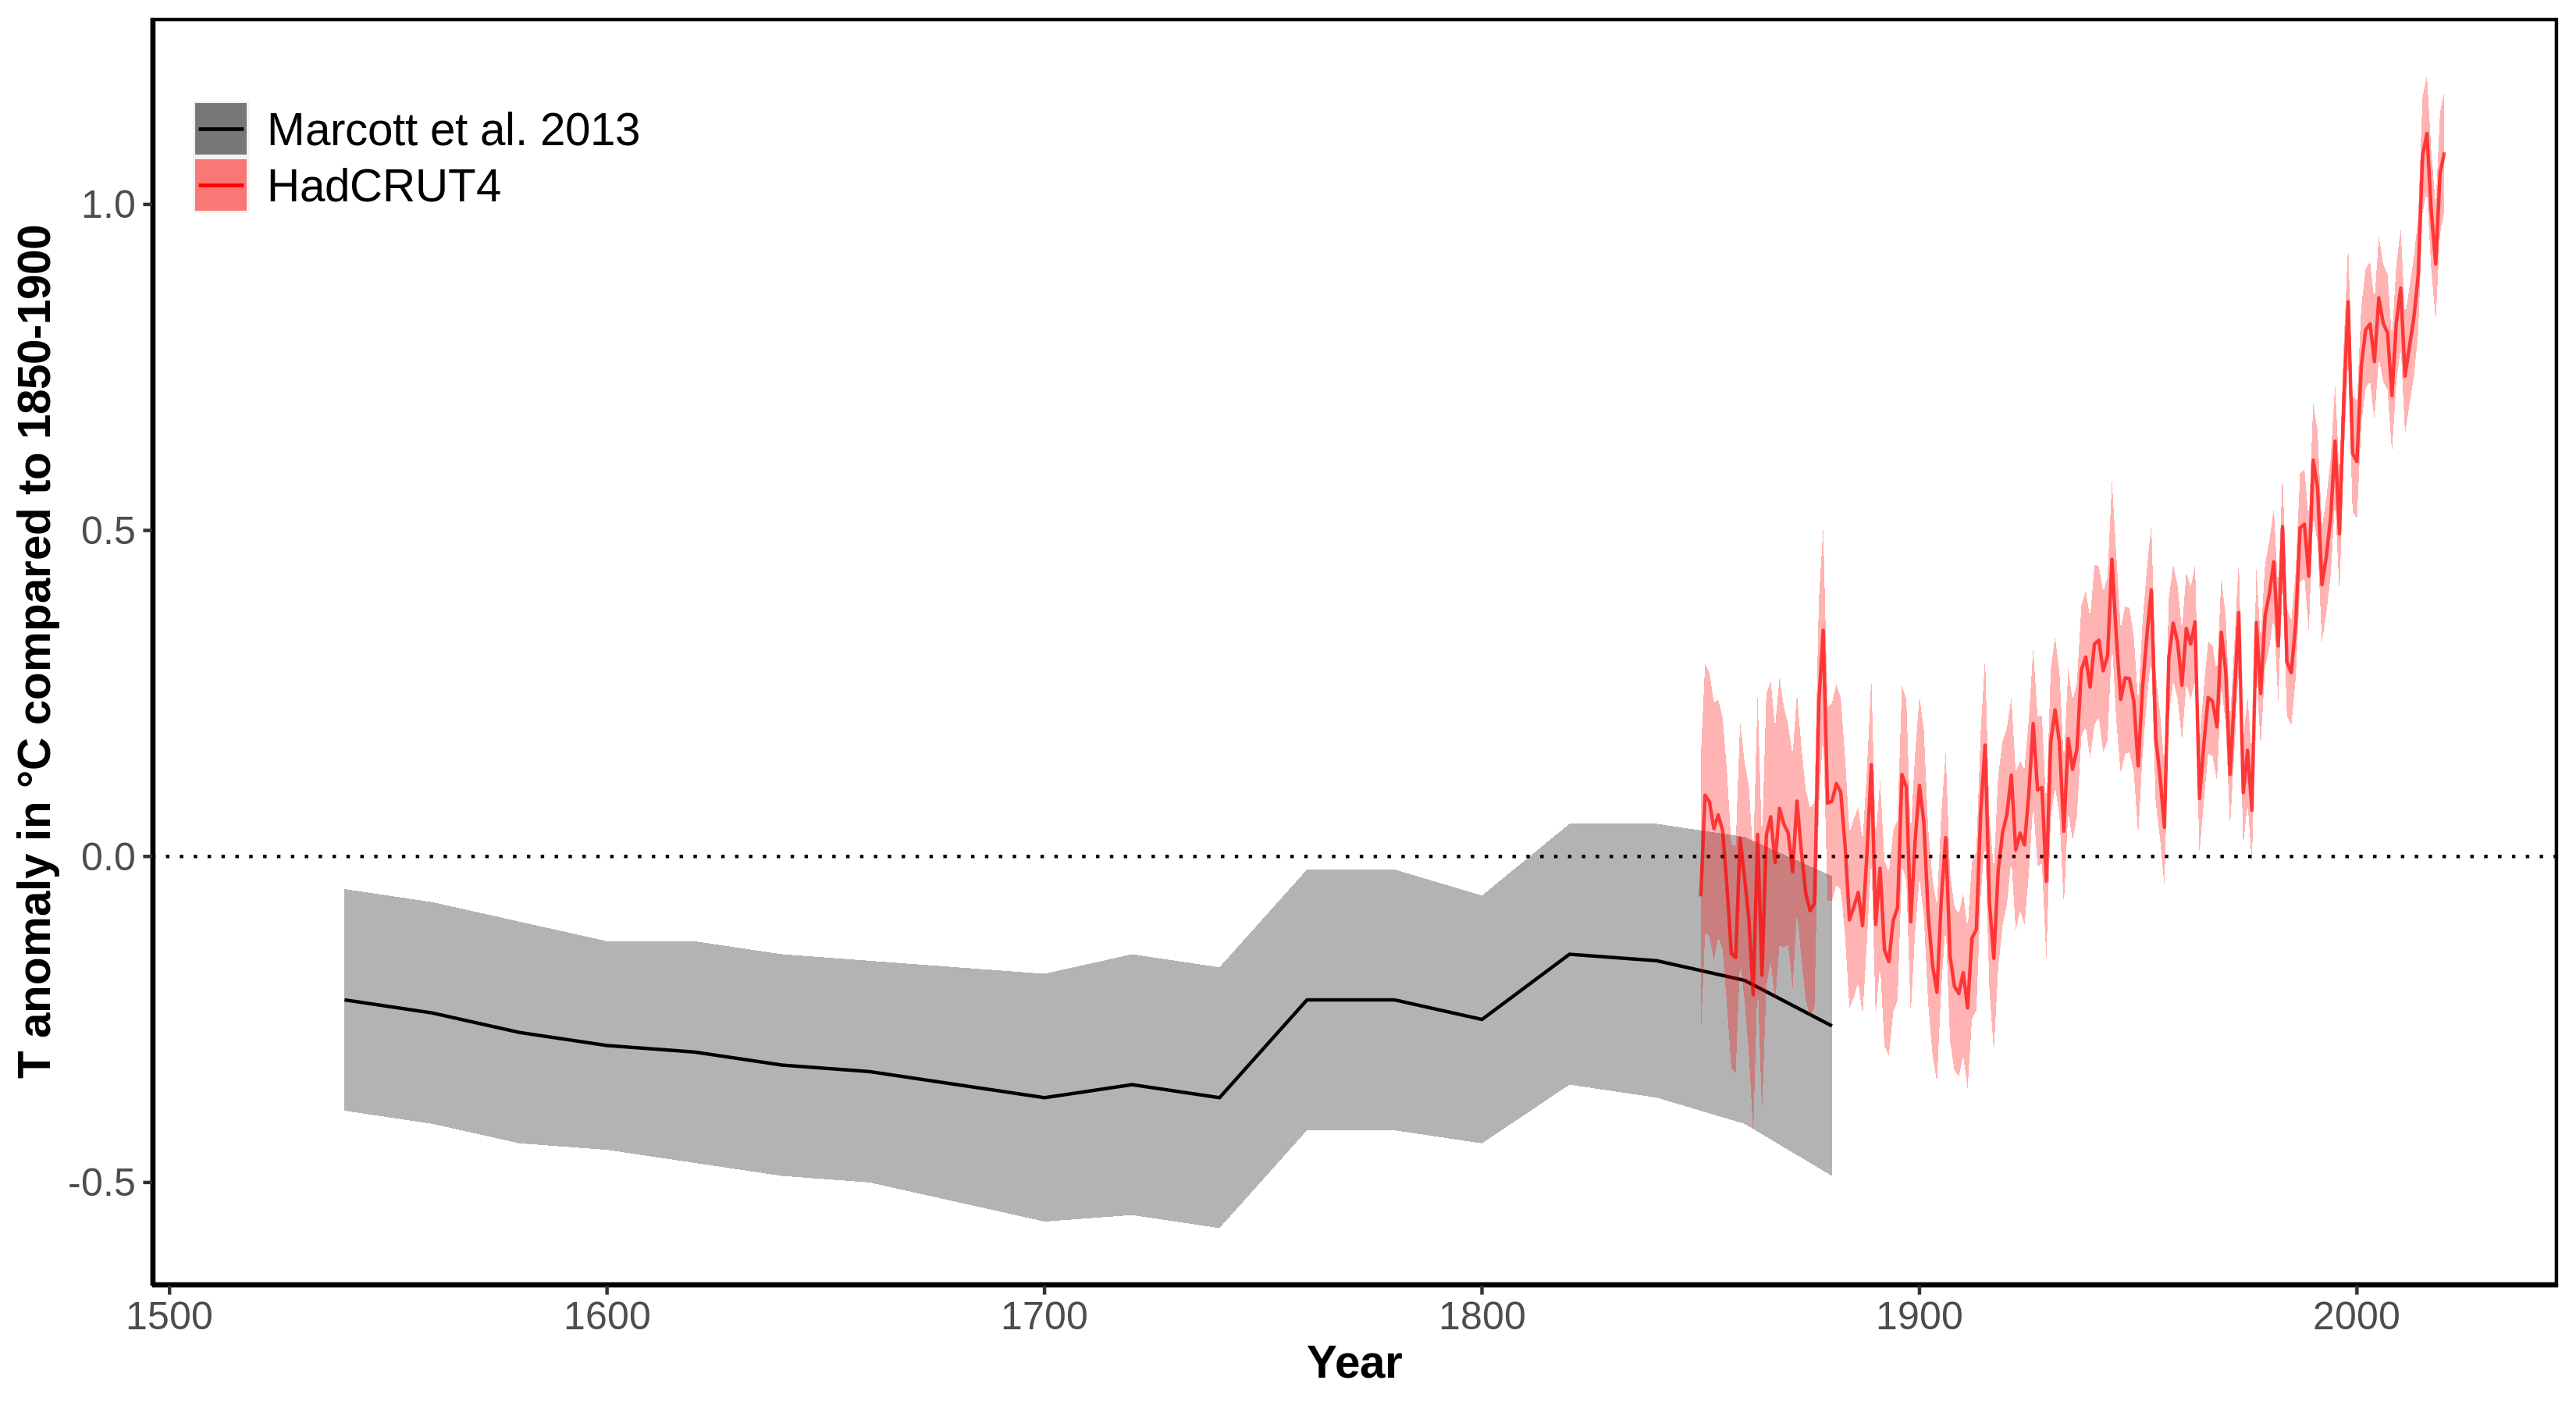 Marcott et al. 2013
HadCRUT4
T anomaly in °C compared to 1850-1900
1.0
0.5
0.0
-0.5
1500 1600 1700 1800 1900 2000
Year